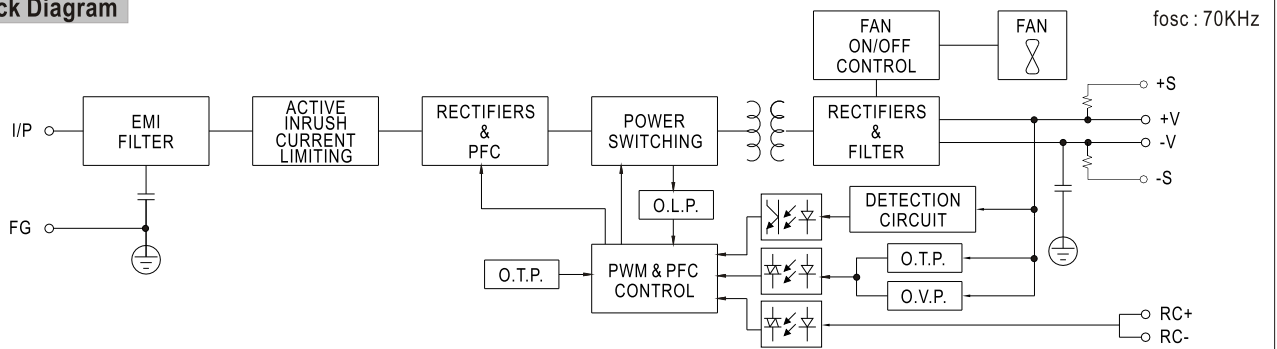 ck Diagram
fosc : 70KHz
FAN
ON/OFF
CONTROL
FAN
I/P
EMI
FILTER
ACTIVE
INRUSH
CURRENT
LIMITING
RECTIFIERS
&
PFC
POWER
SWITCHING
RECTIFIERS
&
FILTER
+S
+V
-V
-S
FG
O.L.P.
DETECTION
CIRCUIT
O.T.P.
PWM & PFC
CONTROL
O.T.P.
O.V.P.
RC+
RC-